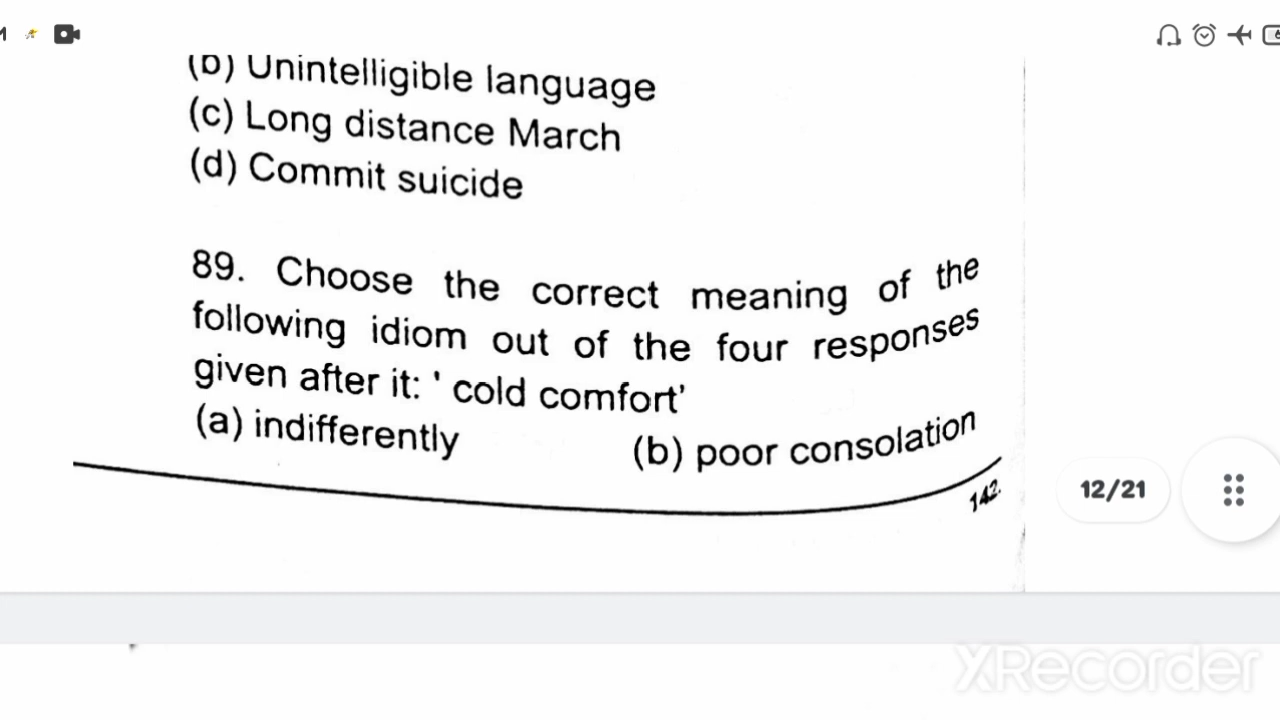 (b) Unintelligible language
(c) Long distance March
(d) Commit suicide
89. Choose the correct meaning of the
following idiom out of the four responses
given after it: ' cold comfort'
(a) indifferently (b) poor consolation
142.
12/21
XRecorder